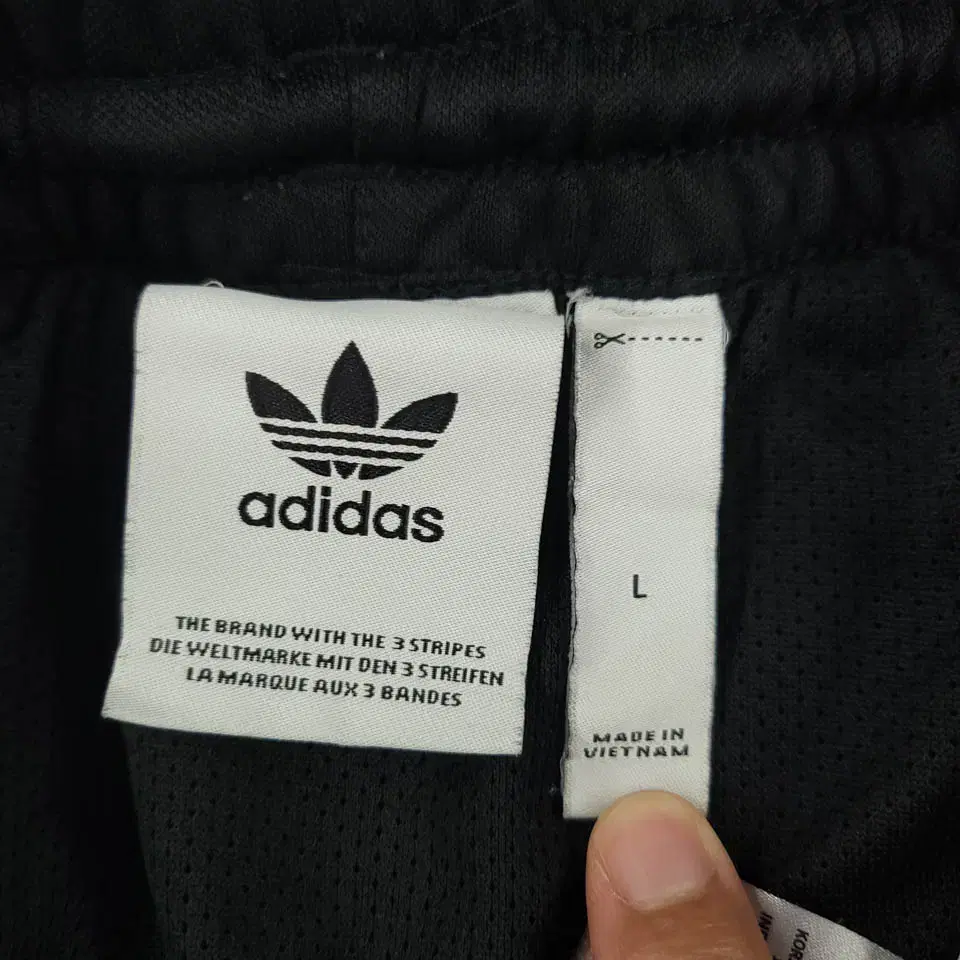 adidas
THE BRAND WITH THE 3 STRIPES
DIE WELTMARKE MIT DEN 3 STREIFEN
LA MARQUE AUX 3 BANDES
L
MADE IN
VIETNAM